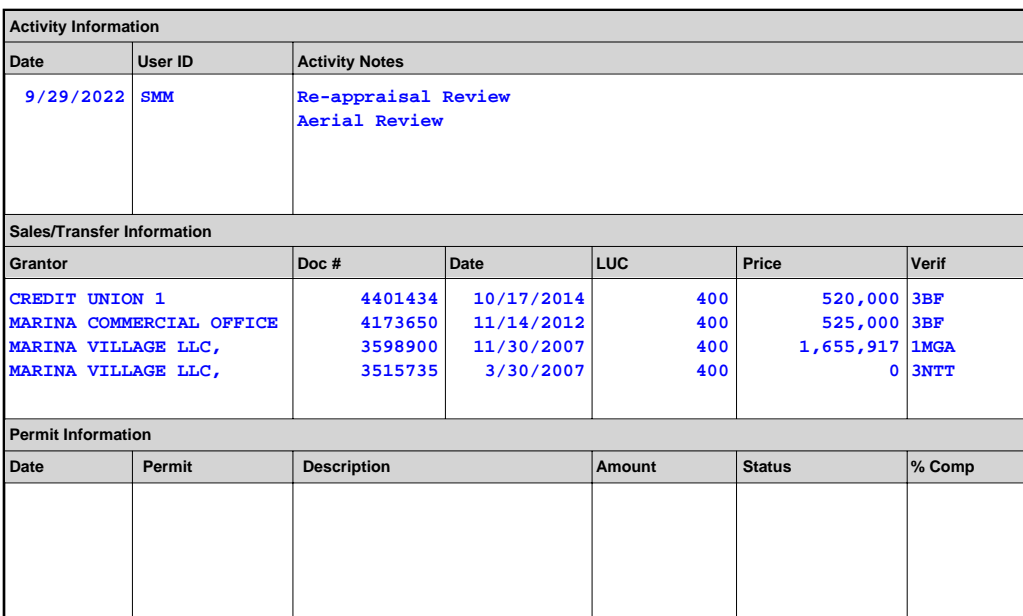 Activity Information
Date User ID Activity Notes
9/29/2022 SMM Re-appraisal Review
Aerial Review
Sales/Transfer Information
Grantor Doc # Date LUC Price Verif
CREDIT UNION 1 4401434 10/17/2014 400 520,000 3BF
MARINA COMMERCIAL OFFICE 4173650 11/14/2012 400 525,000 3BF
MARINA VILLAGE LLC, 3598900 11/30/2007 400 1,655,917 1MGA
MARINA VILLAGE LLC, 3515735 3/30/2007 400 0 3NTT
Permit Information
Date Permit Description Amount Status % Comp